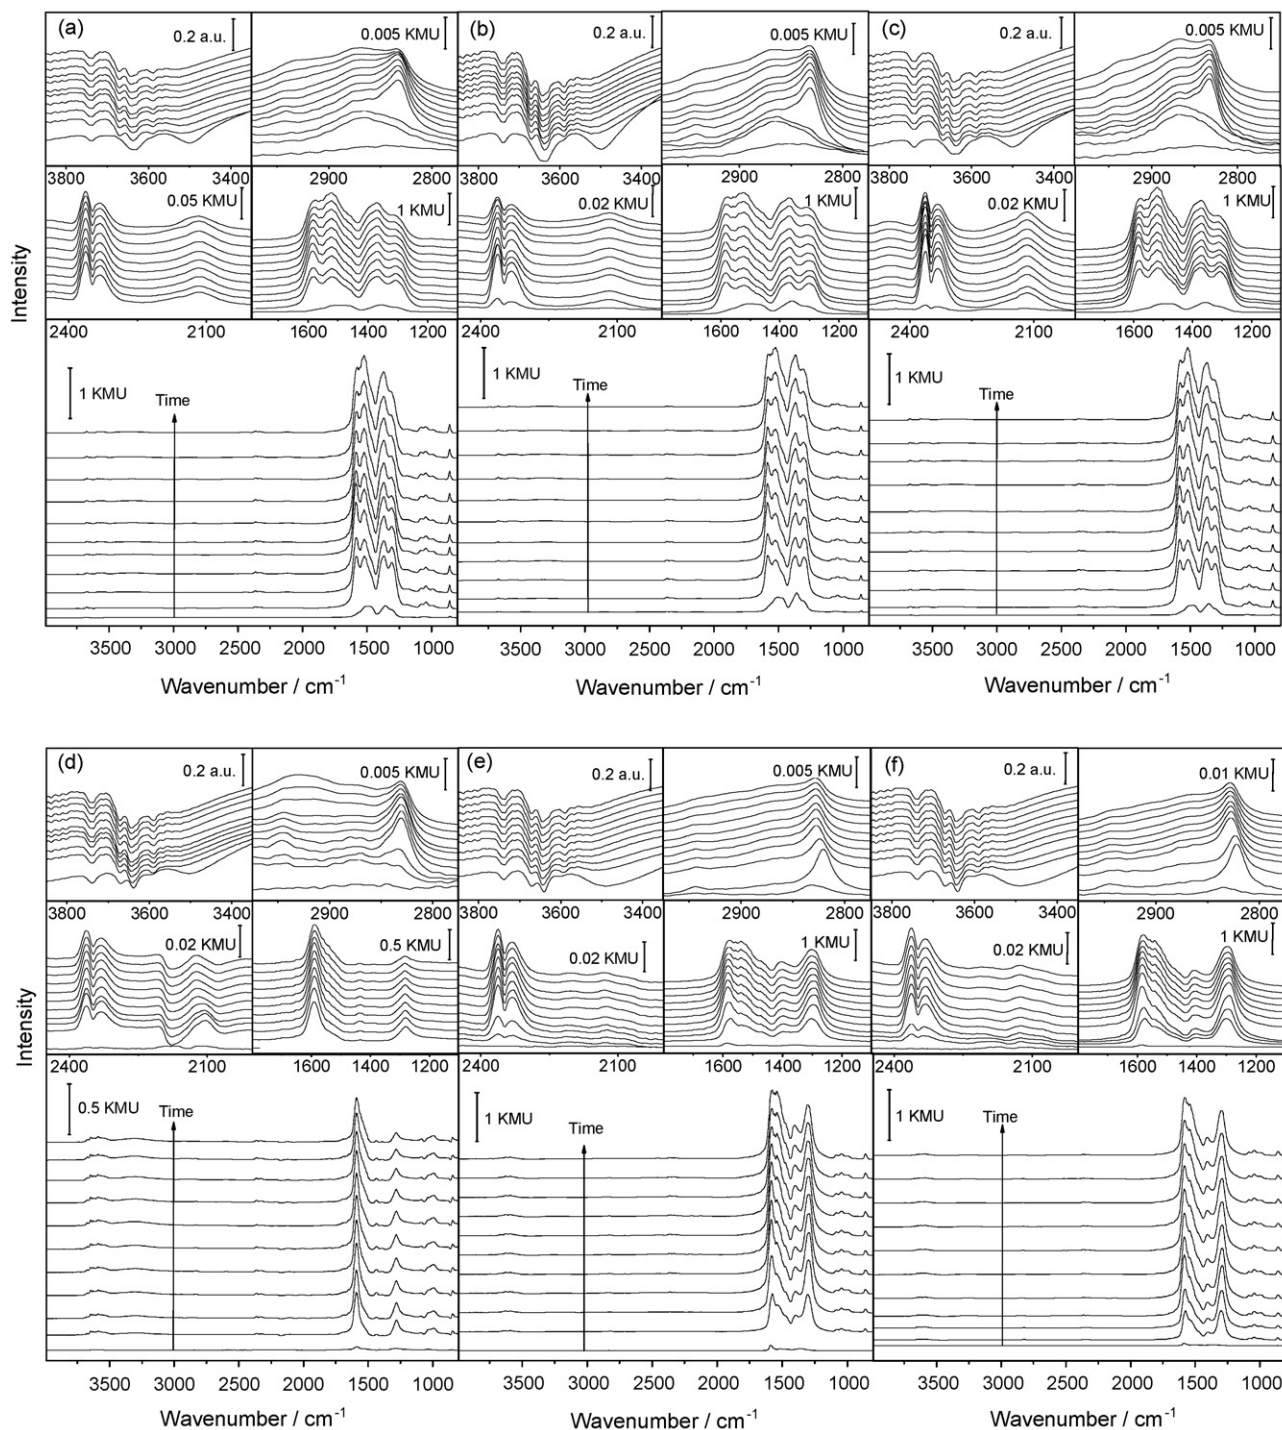 (a) 0.2 a.u. 0.005 KMU (b) 0.2 a.u. 0.005 KMU (c) 0.2 a.u. 0.005 KMU
3800 3600 3400 2900 2800 3800 3600 3400 2900 2800 3800 3600 3400 2900 2800
0.05 KMU 1 KMU 0.02 KMU 1 KMU 0.02 KMU 1 KMU
2400 2100 1600 1400 1200 2400 2100 1600 1400 1200 2400 2100 1600 1400 1200
Intensity
1 KMU 1 KMU 1 KMU
Time Time Time
3500 3000 2500 2000 1500 1000 3500 3000 2500 2000 1500 1000 3500 3000 2500 2000 1500 1000
Wavenumber / cm⁻¹ Wavenumber / cm⁻¹ Wavenumber / cm⁻¹
(d) 0.2 a.u. 0.005 KMU (e) 0.2 a.u. 0.005 KMU (f) 0.2 a.u. 0.01 KMU
3800 3600 3400 2900 2800 3800 3600 3400 2900 2800 3800 3600 3400 2900 2800
0.02 KMU 0.5 KMU 0.02 KMU 1 KMU 0.02 KMU 1 KMU
2400 2100 1600 1400 1200 2400 2100 1600 1400 1200 2400 2100 1600 1400 1200
Intensity
0.5 KMU 1 KMU 1 KMU
Time Time Time
3500 3000 2500 2000 1500 1000 3500 3000 2500 2000 1500 1000 3500 3000 2500 2000 1500 1000
Wavenumber / cm⁻¹ Wavenumber / cm⁻¹ Wavenumber / cm⁻¹